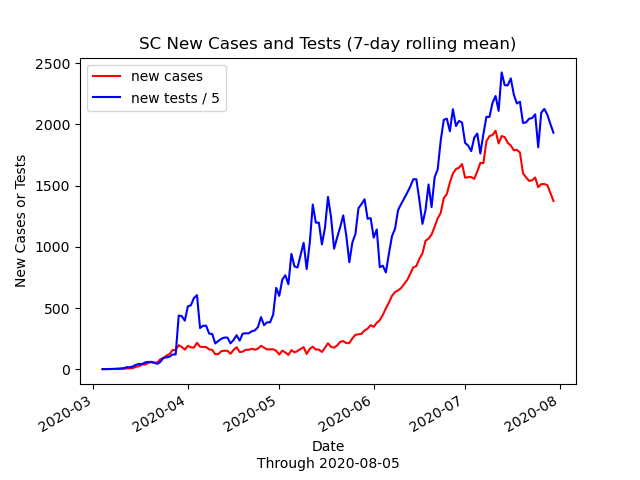 SC New Cases and Tests (7-day rolling mean)
new cases
new tests / 5
2500
2000
1500
1000
500
0
New Cases or Tests
2020-03
2020-04
2020-05
2020-06
2020-07
2020-08
Date
Through 2020-08-05